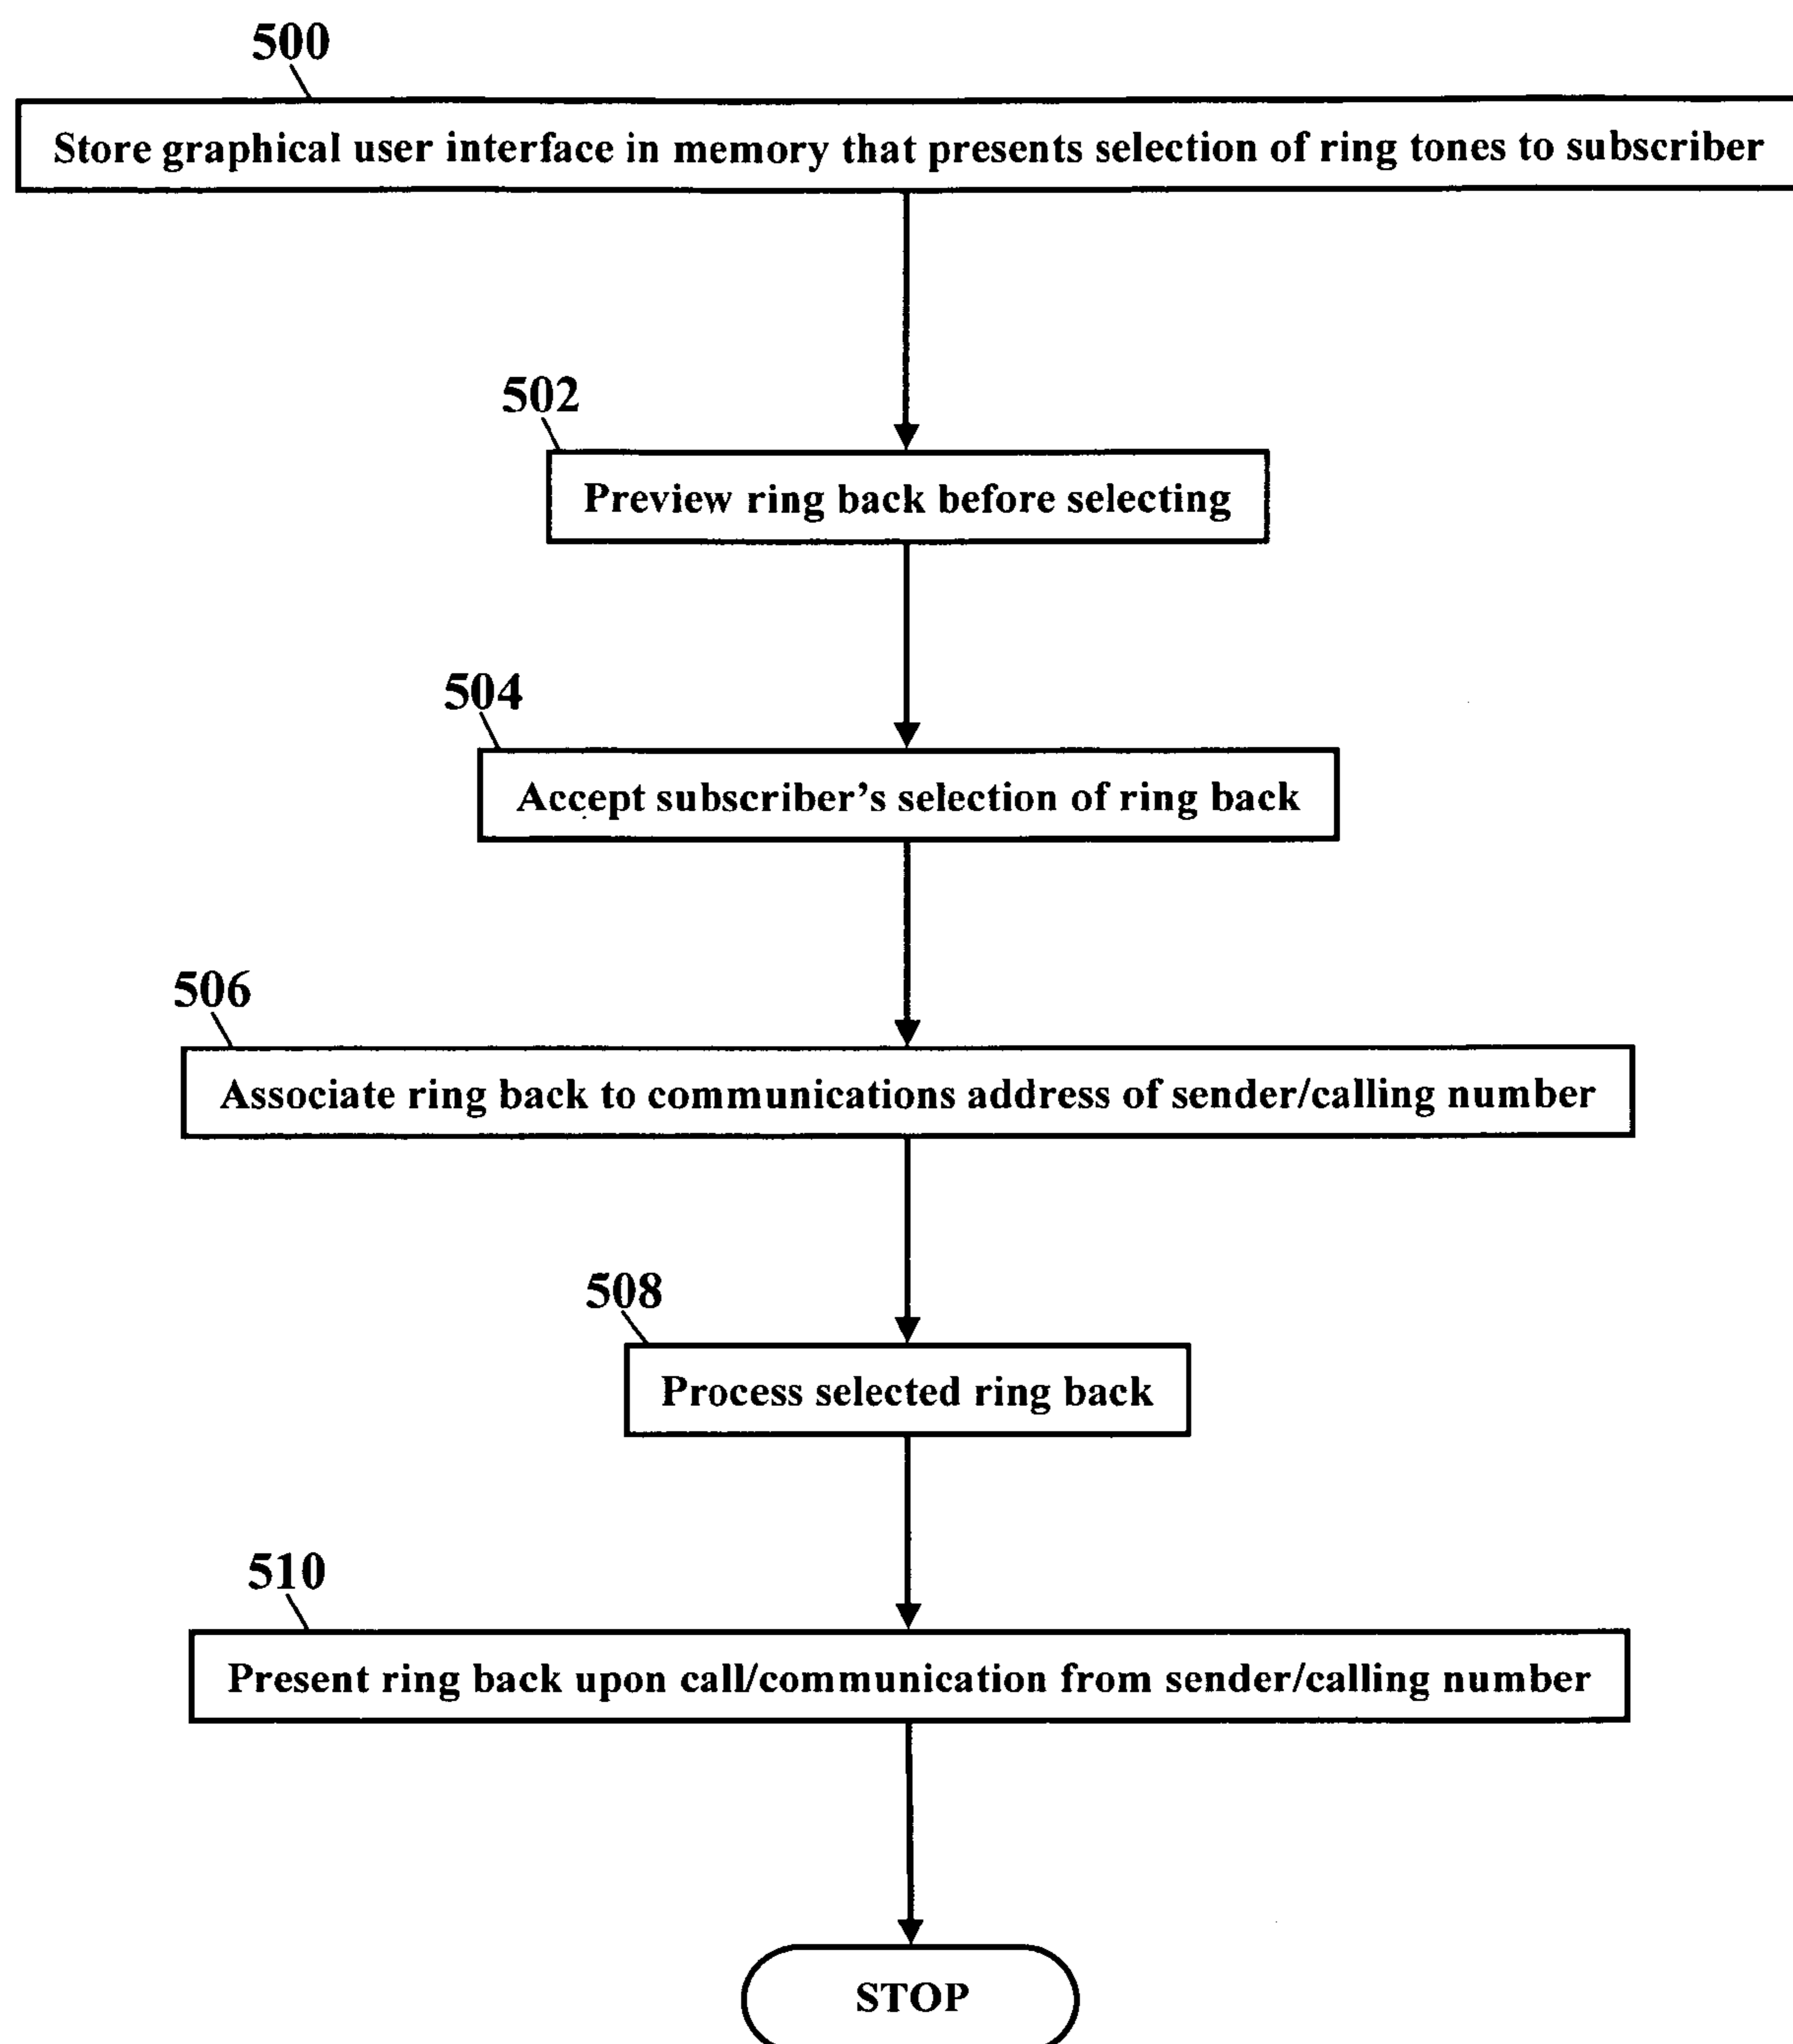 500
Store graphical user interface in memory that presents selection of ring tones to subscriber
502
Preview ring back before selecting
504
Accept subscriber's selection of ring back
506
Associate ring back to communications address of sender/calling number
508
Process selected ring back
510
Present ring back upon call/communication from sender/calling number
STOP